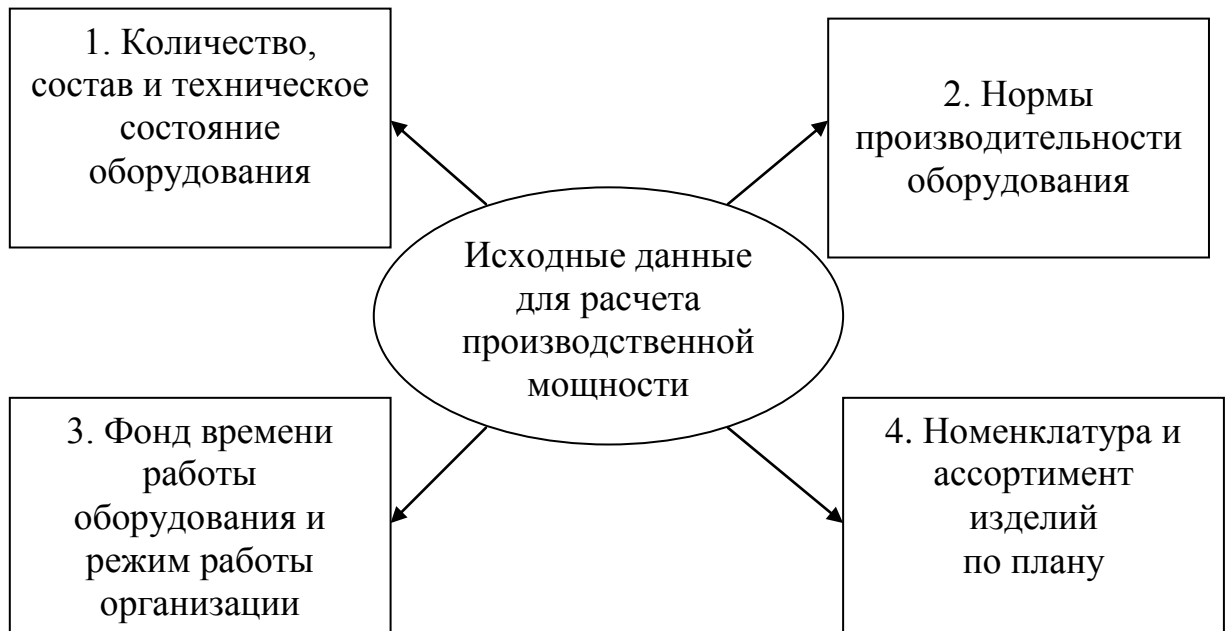 1. Количество,
состав и техническое
состояние
оборудования
2. Нормы
производительности
оборудования
Исходные данные
для расчета
производственной
мощности
3. Фонд времени
работы
оборудования и
режим работы
организации
4. Номенклатура и
ассортимент
изделий
по плану